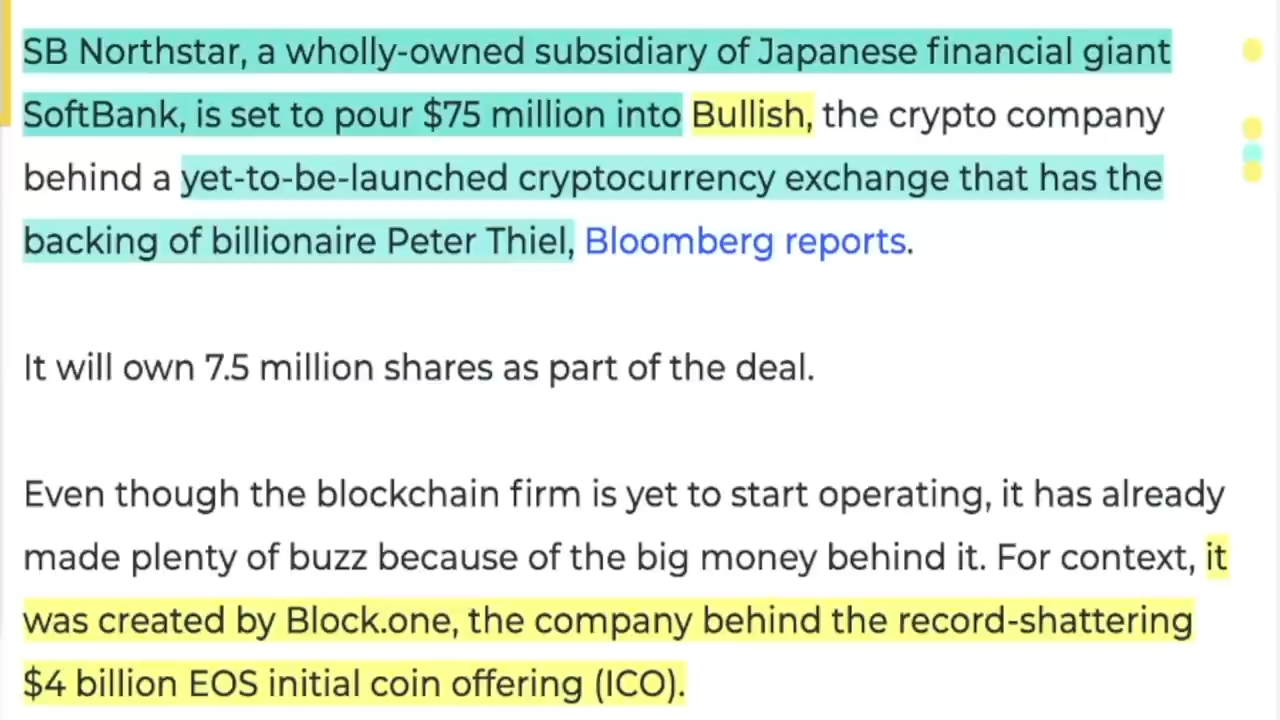 SB Northstar, a wholly-owned subsidiary of Japanese financial giant
SoftBank, is set to pour $75 million into Bullish, the crypto company
behind a yet-to-be-launched cryptocurrency exchange that has the
backing of billionaire Peter Thiel, Bloomberg reports.
It will own 7.5 million shares as part of the deal.
Even though the blockchain firm is yet to start operating, it has already
made plenty of buzz because of the big money behind it. For context, it
was created by Block.one, the company behind the record-shattering
$4 billion EOS initial coin offering (ICO).